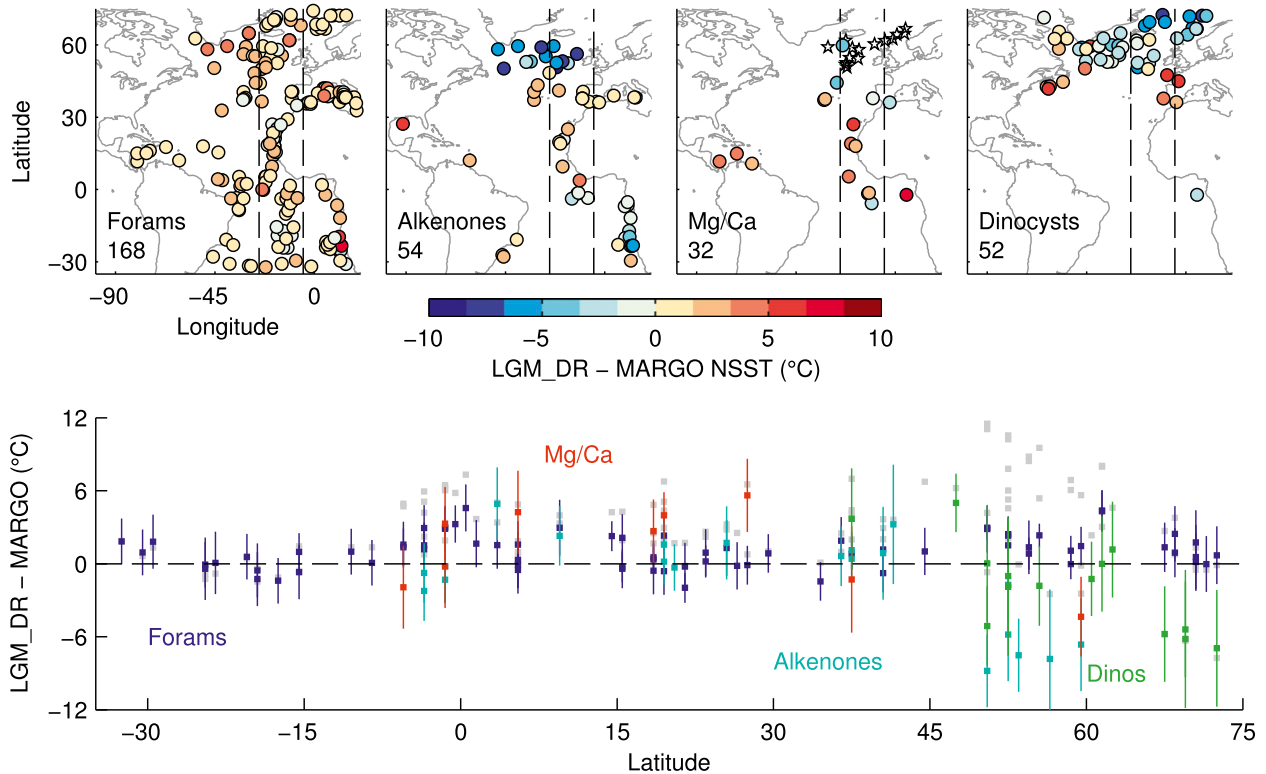 60
30
0
−30
Latitude
Forams
168
Alkenones
54
Mg/Ca
32
Dinocysts
52
−90
−45
0
Longitude
−10
−5
0
5
10
LGM_DR − MARGO NSST (°C)
12
6
0
−6
−12
LGM_DR − MARGO (°C)
Mg/Ca
Forams
Alkenones
Dinos
−30
−15
0
15
30
45
60
75
Latitude